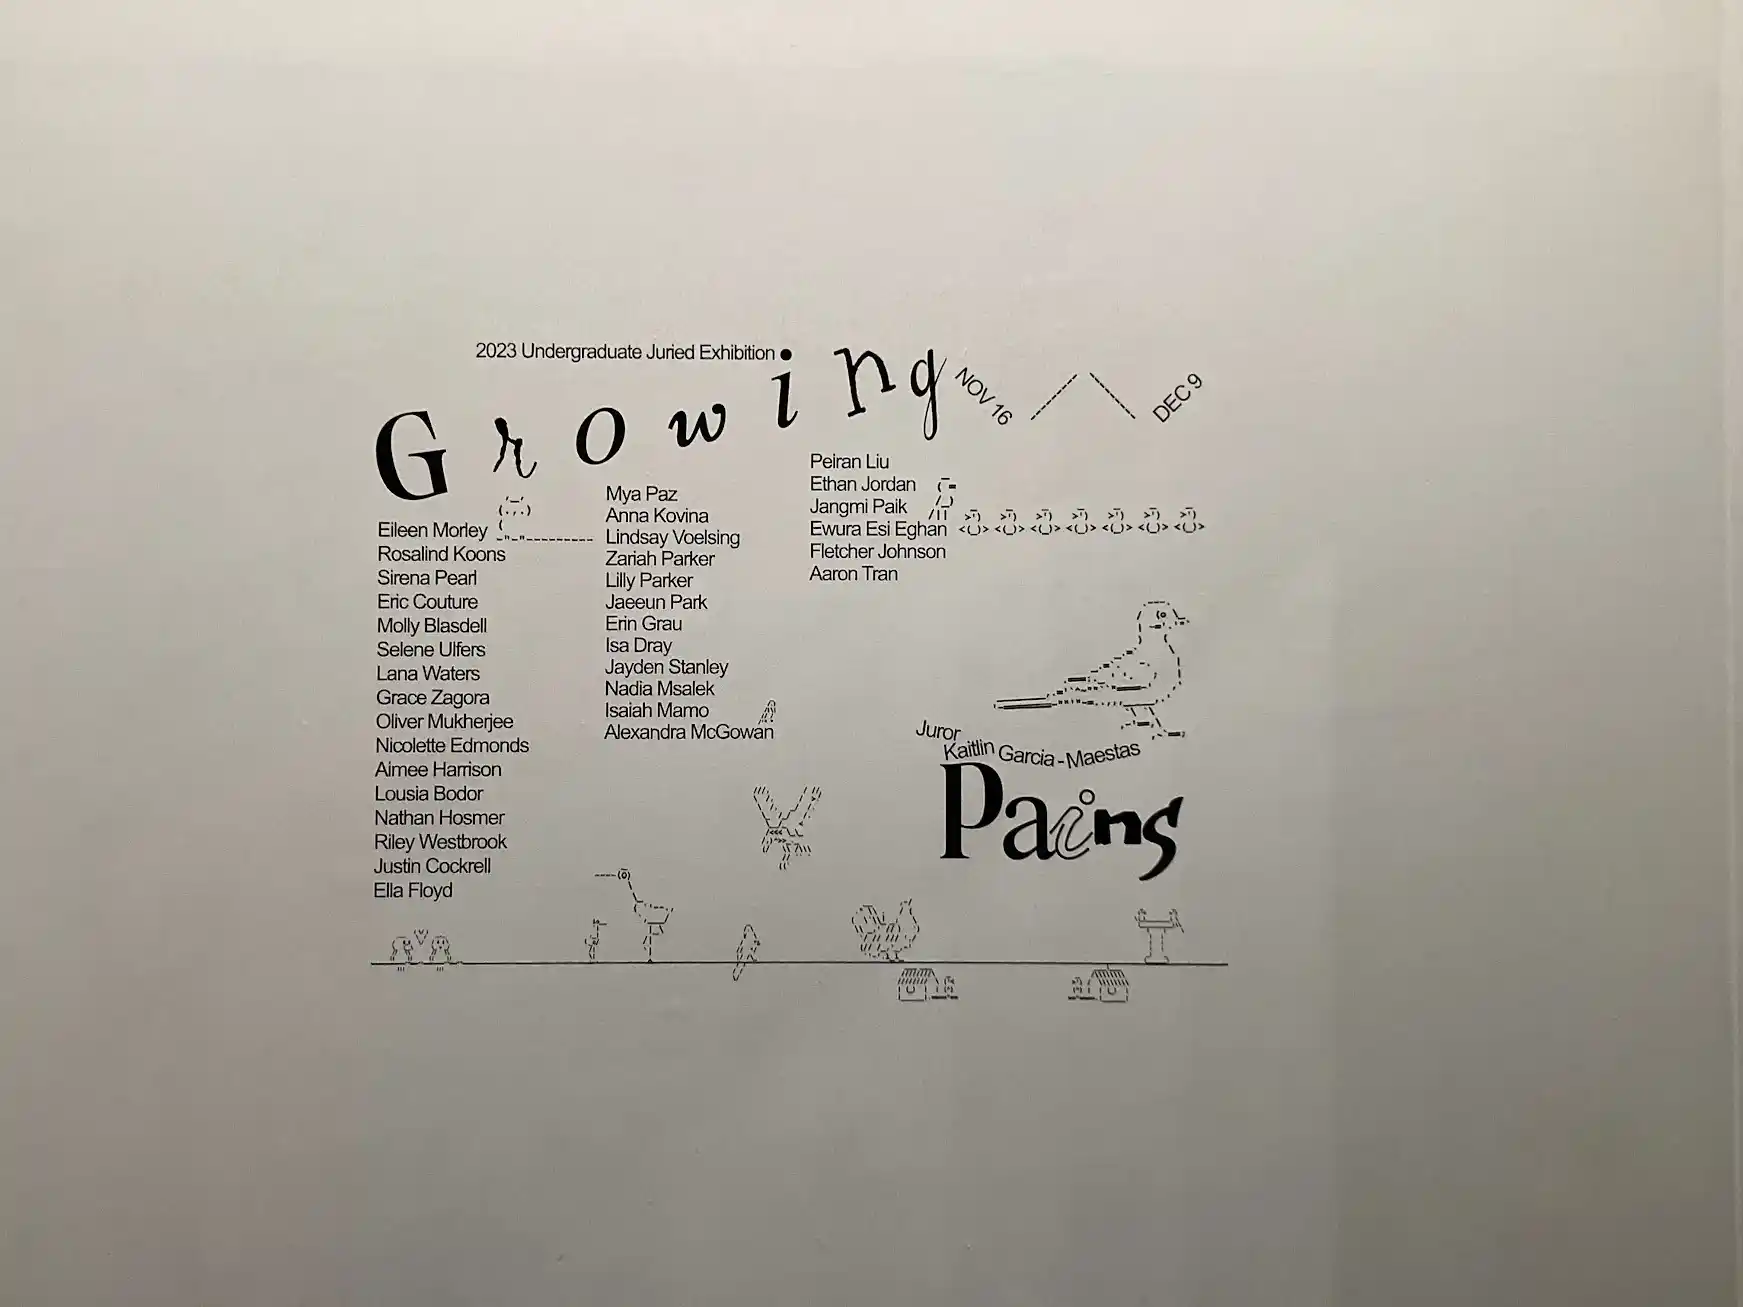 2023 Undergraduate Juried Exhibition
Growing
NOV 16
DEC 9
Eileen Morley
Rosalind Koons
Sirena Pearl
Eric Couture
Molly Blasdell
Selene Ulfers
Lana Waters
Grace Zagora
Oliver Mukherjee
Nicolette Edmonds
Aimee Harrison
Lousia Bodor
Nathan Hosmer
Riley Westbrook
Justin Cockrell
Ella Floyd
Mya Paz
Anna Kovina
Lindsay Voelsing
Zariah Parker
Lilly Parker
Jaeeun Park
Erin Grau
Isa Dray
Jayden Stanley
Nadia Msalek
Isaiah Mamo
Alexandra McGowan
Peiran Liu
Ethan Jordan
Jangmi Paik
Ewura Esi Eghan
Fletcher Johnson
Aaron Tran
Juror
Kaitlin Garcia-Maestas
Pains